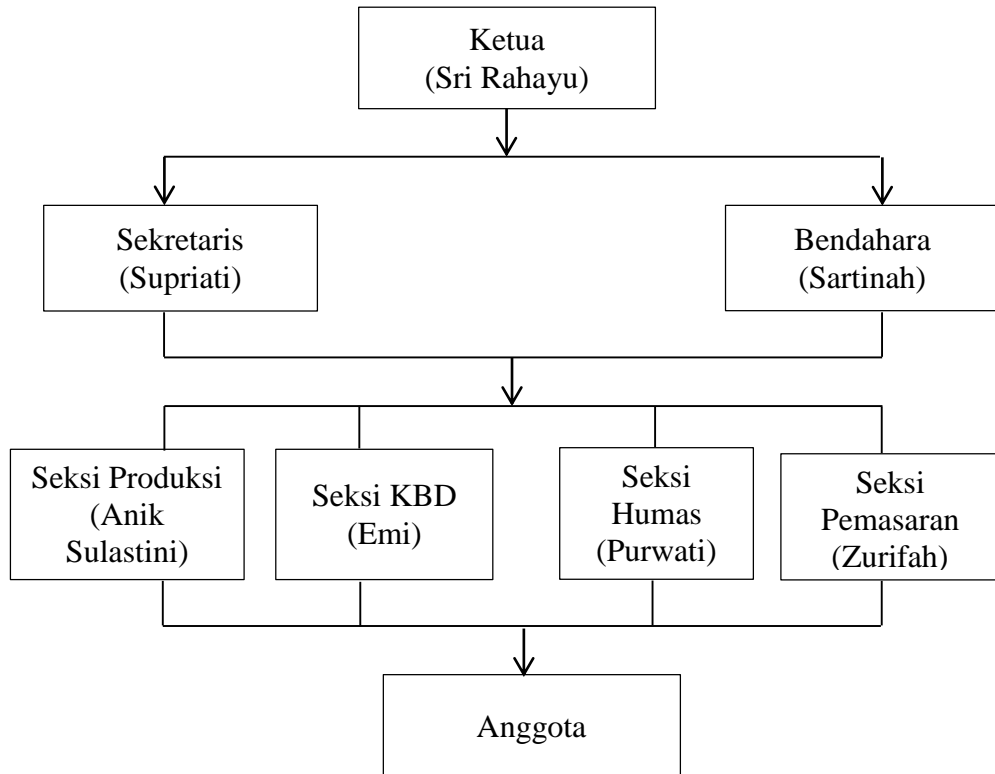 Ketua
(Sri Rahayu)
Sekretaris
(Supriati)
Bendahara
(Sartinah)
Seksi Produksi
(Anik
Sulastini)
Seksi KBD
(Emi)
Seksi
Humas
(Purwati)
Seksi
Pemasaran
(Zurifah)
Anggota